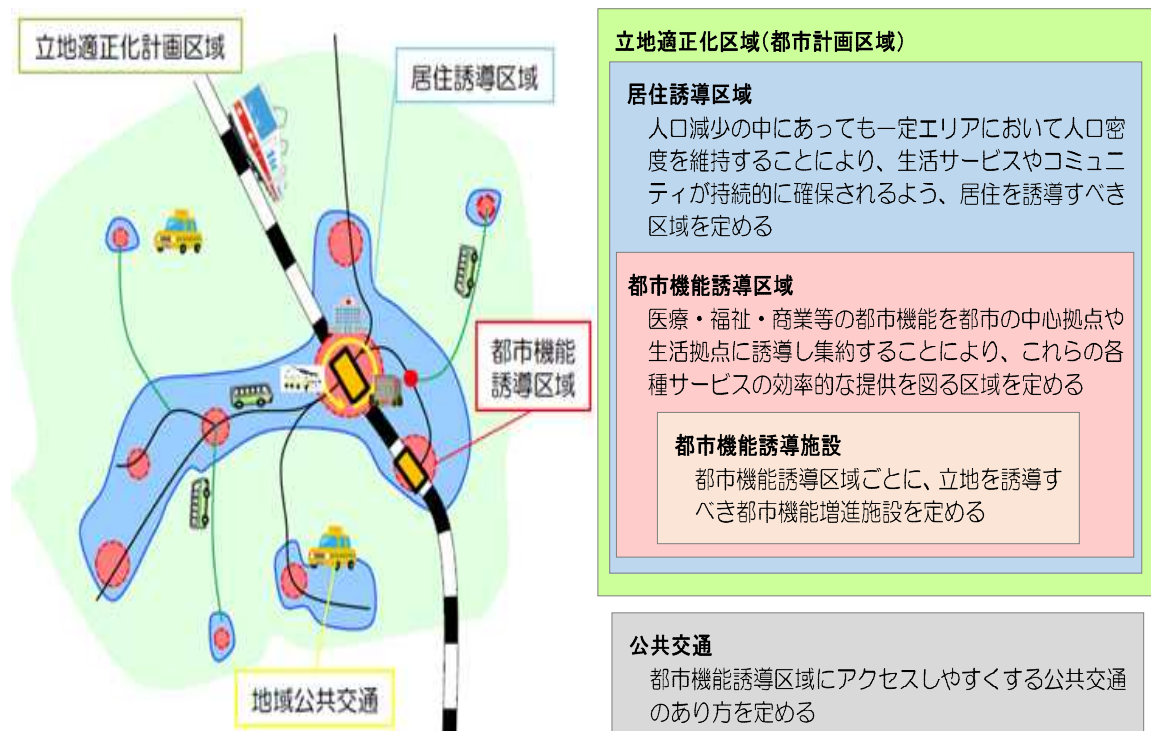 立地適正化計画区域
居住誘導区域
都市機能
誘導区域
地域公共交通
立地適正化区域(都市計画区域)
居住誘導区域
人口減少の中にあっても一定エリアにおいて人口密
度を維持することにより、生活サービスやコミュニ
ティが持続的に確保されるよう、居住を誘導すべき
区域を定める
都市機能誘導区域
医療・福祉・商業等の都市機能を都市の中心拠点や
生活拠点に誘導し集約することにより、これらの各
種サービスの効率的な提供を図る区域を定める
都市機能誘導施設
都市機能誘導区域ごとに、立地を誘導す
べき都市機能増進施設を定める
公共交通
都市機能誘導区域にアクセスしやすくする公共交通
のあり方を定める